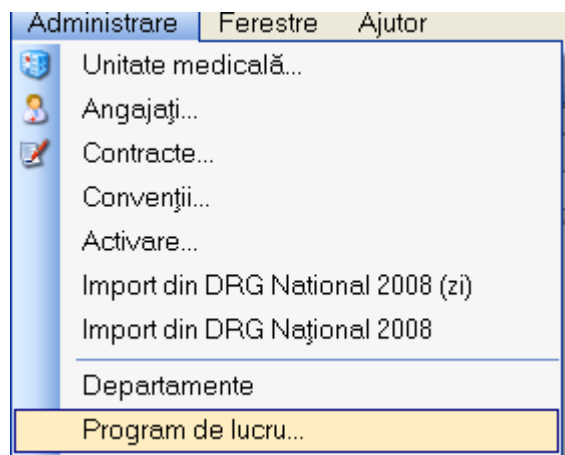 Administrare Ferestre Ajutor
Unitate medicală...
Angajaţi...
Contracte...
Convenţii...
Activare...
Import din DRG National 2008 (zi)
Import din DRG Naţional 2008
Departamente
Program de lucru...